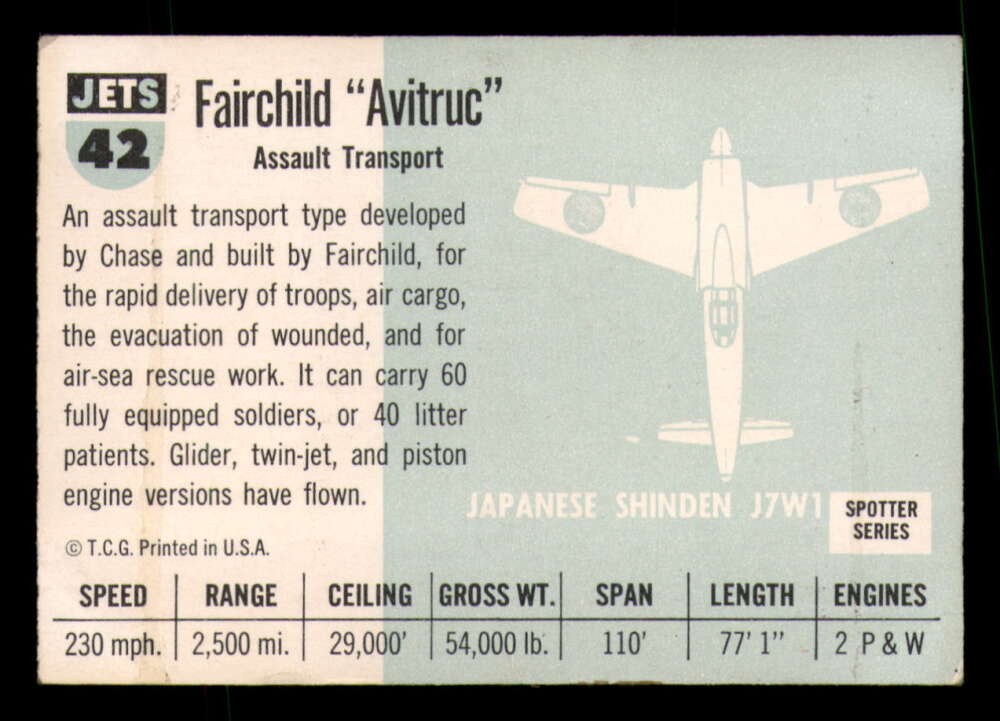 JETS
42
Fairchild "Avitruc"
Assault Transport
An assault transport type developed
by Chase and built by Fairchild, for
the rapid delivery of troops, air cargo,
the evacuation of wounded, and for
air-sea rescue work. It can carry 60
fully equipped soldiers, or 40 litter
patients. Glider, twin-jet, and piston
engine versions have flown.
© T.C.G. Printed in U.S.A.
JAPANESE SHINDEN J7W1
SPOTTER
SERIES
SPEED RANGE CEILING GROSS WT. SPAN LENGTH ENGINES
230 mph. 2,500 mi. 29,000' 54,000 lb. 110' 77' 1" 2 P & W